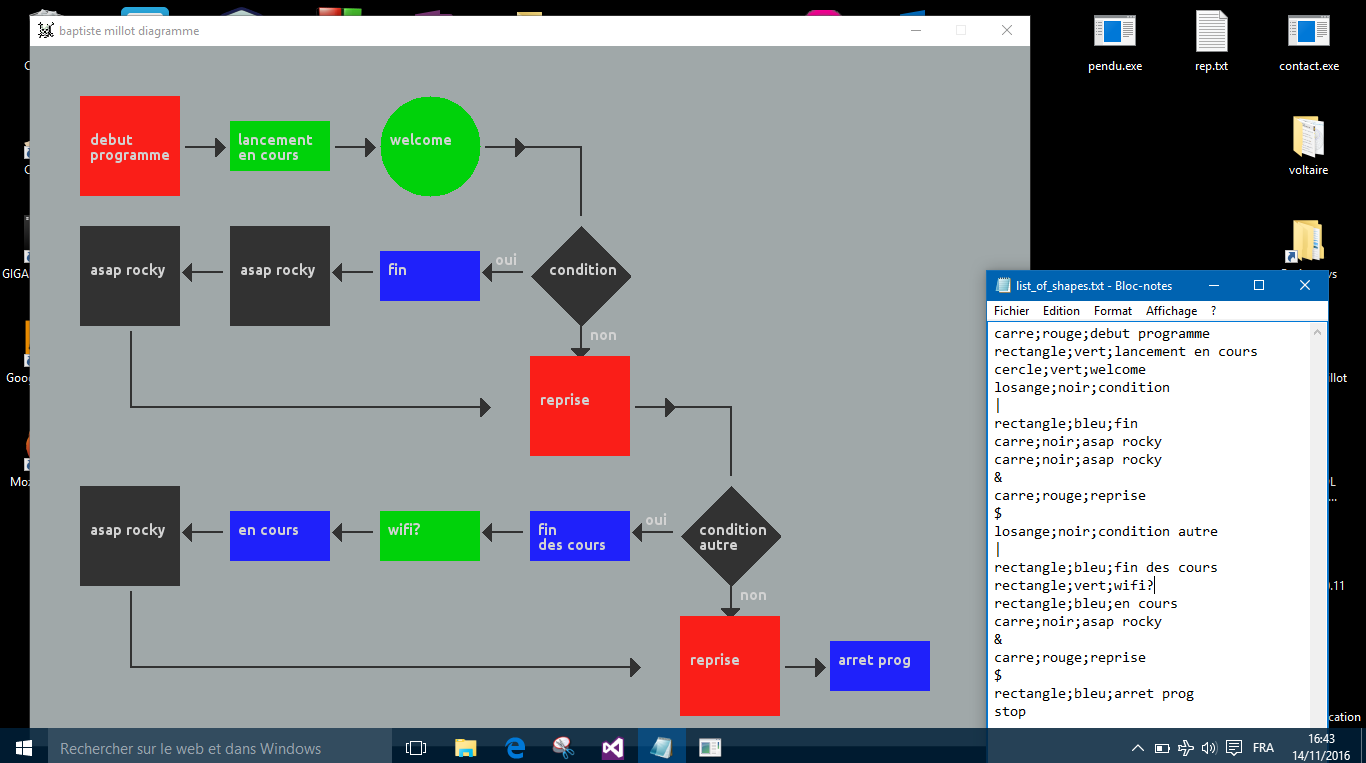 baptiste millot diagramme
debut
programme
lancement
en cours
welcome
asap rocky
asap rocky
fin
oui
condition
non
reprise
asap rocky
en cours
wifi?
fin
des cours
oui
condition
autre
non
reprise
arret prog
pendu.exe
rep.txt
contact.exe
voltaire
list_of_shapes.txt - Bloc-notes
Fichier Edition Format Affichage ?
carre;rouge;debut programme
rectangle;vert;lancement en cours
cercle;vert;welcome
losange;noir;condition
|
rectangle;bleu;fin
carre;noir;asap rocky
carre;noir;asap rocky
&
carre;rouge;reprise
$
losange;noir;condition autre
|
rectangle;bleu;fin des cours
rectangle;vert;wifi?
rectangle;bleu;en cours
carre;noir;asap rocky
&
carre;rouge;reprise
$
rectangle;bleu;arret prog
stop
Rechercher sur le web et dans Windows
FRA
16:43
14/11/2016